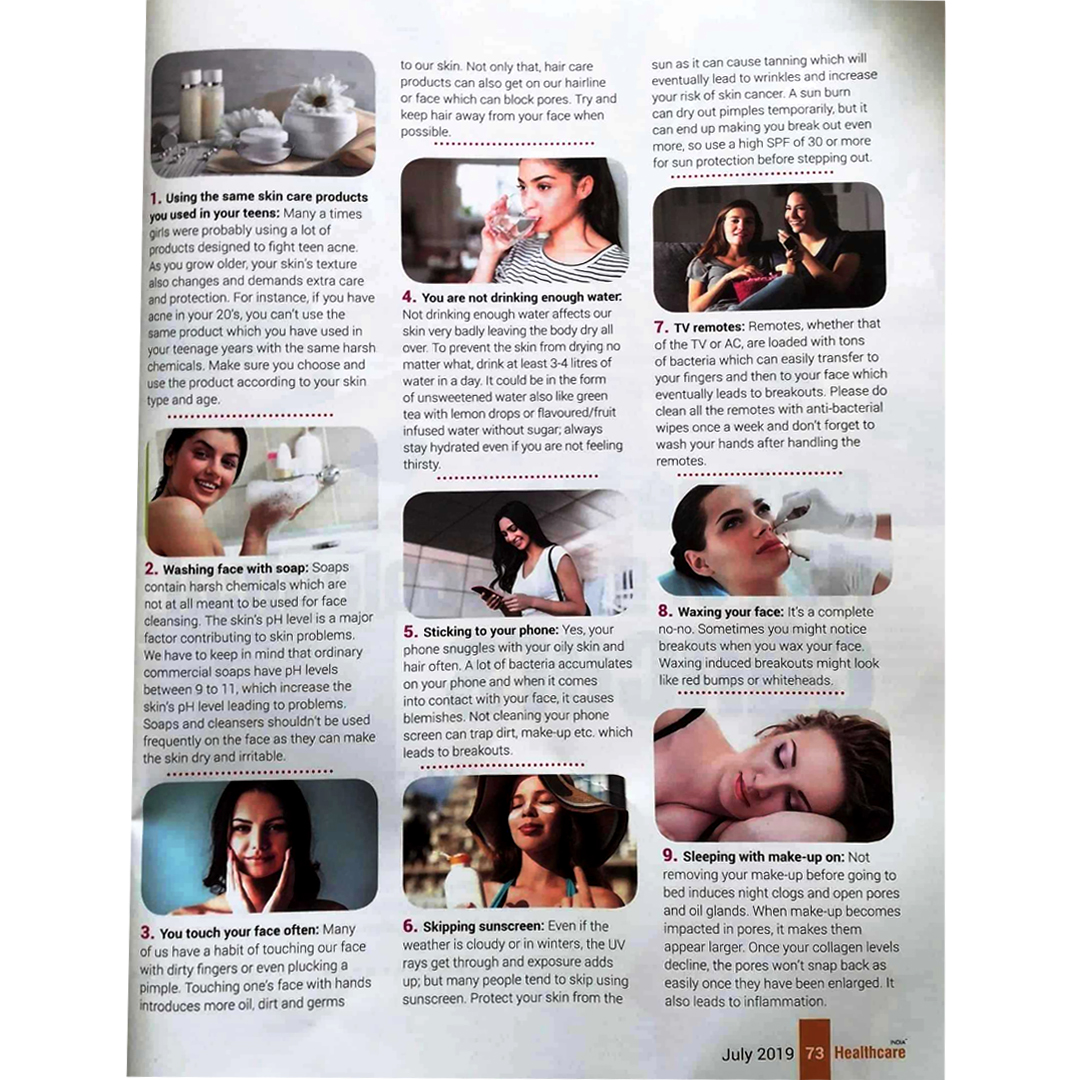 1. Using the same skin care products
you used in your teens: Many a times
girls were probably using a lot of
products designed to fight teen acne.
As you grow older, your skin's texture
also changes and demands extra care
and protection. For instance, if you have
acne in your 20's, you can't use the
same product which you have used in
your teenage years with the same harsh
chemicals. Make sure you choose and
use the product according to your skin
type and age.
2. Washing face with soap: Soaps
contain harsh chemicals which are
not at all meant to be used for face
cleansing. The skin's pH level is a major
factor contributing to skin problems.
We have to keep in mind that ordinary
commercial soaps have pH levels
between 9 to 11, which increase the
skin's pH level leading to problems.
Soaps and cleansers shouldn't be used
frequently on the face as they can make
the skin dry and irritable.
3. You touch your face often: Many
of us have a habit of touching our face
with dirty fingers or even plucking a
pimple. Touching one's face with hands
introduces more oil, dirt and germs
to our skin. Not only that, hair care
products can also get on our hairline
or face which can block pores. Try and
keep hair away from your face when
possible.
4. You are not drinking enough water:
Not drinking enough water affects our
skin very badly leaving the body dry all
over. To prevent the skin from drying no
matter what, drink at least 3-4 litres of
water in a day. It could be in the form
of unsweetened water also like green
tea with lemon drops or flavoured/fruit
infused water without sugar; always
stay hydrated even if you are not feeling
thirsty.
5. Sticking to your phone: Yes, your
phone snuggles with your oily skin and
hair often. A lot of bacteria accumulates
on your phone and when it comes
into contact with your face, it causes
blemishes. Not cleaning your phone
screen can trap dirt, make-up etc. which
leads to breakouts.
6. Skipping sunscreen: Even if the
weather is cloudy or in winters, the UV
rays get through and exposure adds
up; but many people tend to skip using
sunscreen. Protect your skin from the
sun as it can cause tanning which will
eventually lead to wrinkles and increase
your risk of skin cancer. A sun burn
can dry out pimples temporarily, but it
can end up making you break out even
more, so use a high SPF of 30 or more
for sun protection before stepping out.
7. TV remotes: Remotes, whether that
of the TV or AC, are loaded with tons
of bacteria which can easily transfer to
your fingers and then to your face which
eventually leads to breakouts. Please do
clean all the remotes with anti-bacterial
wipes once a week and don't forget to
wash your hands after handling the
remotes.
8. Waxing your face: It's a complete
no-no. Sometimes you might notice
breakouts when you wax your face.
Waxing induced breakouts might look
like red bumps or whiteheads.
9. Sleeping with make-up on: Not
removing your make-up before going to
bed induces night clogs and open pores
and oil glands. When make-up becomes
impacted in pores, it makes them
appear larger. Once your collagen levels
decline, the pores won't snap back as
easily once they have been enlarged. It
also leads to inflammation.
July 2019 73 Healthcare INDIA